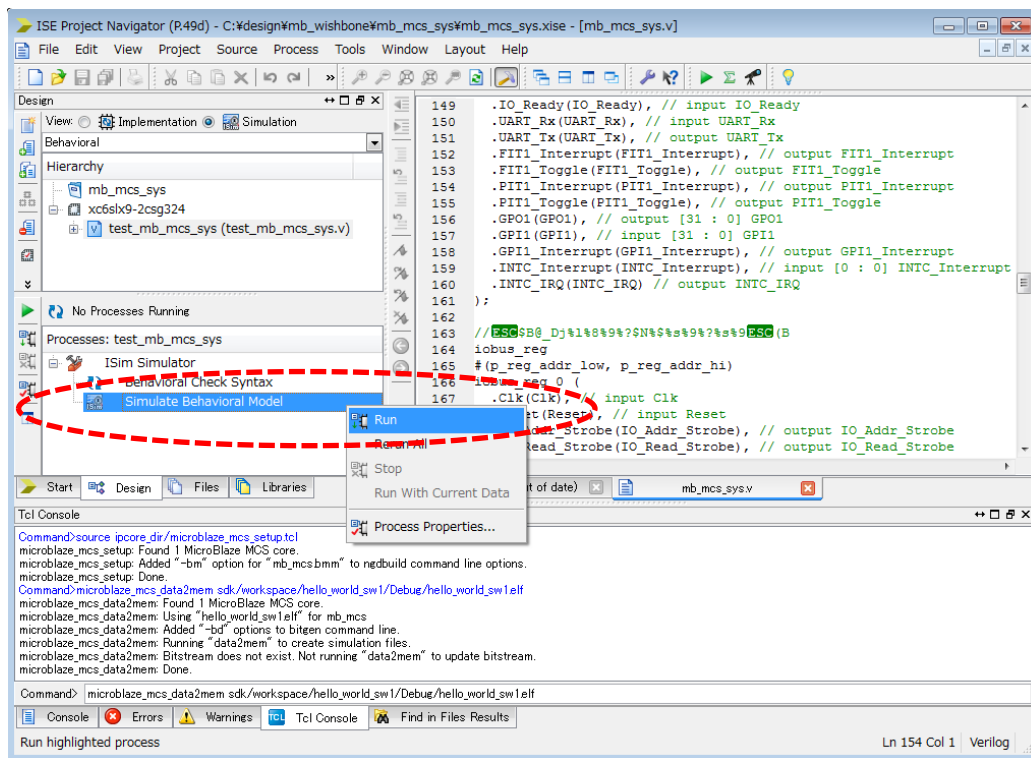 ISE Project Navigator (P.49d) - C:¥design¥mb_wishbone¥mb_mcs_sys¥mb_mcs_sys.xise - [mb_mcs_sys.v]
File Edit View Project Source Process Tools Window Layout Help
Design
View: Implementation Simulation
Behavioral
Hierarchy
mb_mcs_sys
xc6slx9-2csg324
test_mb_mcs_sys (test_mb_mcs_sys.v)
No Processes Running
Processes: test_mb_mcs_sys
ISim Simulator
Behavioral Check Syntax
Simulate Behavioral Model
149 .IO_Ready(IO_Ready), // input IO_Ready
150 .UART_Rx(UART_Rx), // input UART_Rx
151 .UART_Tx(UART_Tx), // output UART_Tx
152 .FIT1_Interrupt(FIT1_Interrupt), // output FIT1_Interrupt
153 .FIT1_Toggle(FIT1_Toggle), // output FIT1_Toggle
154 .PIT1_Interrupt(PIT1_Interrupt), // output PIT1_Interrupt
155 .PIT1_Toggle(PIT1_Toggle), // output PIT1_Toggle
156 .GPO1(GPO1), // output [31 : 0] GPO1
157 .GPI1(GPI1), // input [31 : 0] GPI1
158 .GPI1_Interrupt(GPI1_Interrupt), // output GPI1_Interrupt
159 .INTC_Interrupt(INTC_Interrupt), // input [0 : 0] INTC_Interrupt
160 .INTC_IRQ(INTC_IRQ) // output INTC_IRQ
161 );
162
163 //ESC$B@_Dj%1%8%9%?$N%$%s%9%?%s%9ESC(B
164 iobus_reg
165 #(p_reg_addr_low, p_reg_addr_hi)
166 iobus_reg_0 (
167 .Clk(Clk), // input Clk
(Reset), // input Reset
Strobe(IO_Addr_Strobe), // output IO_Addr_Strobe
Read_Strobe(IO_Read_Strobe), // output IO_Read_Strobe
Run
Rerun All
Stop
Run With Current Data
Process Properties...
Start Design Files Libraries
of date) mb_mcs_sys.v
Tcl Console
Command>source ipcore_dir/microblaze_mcs_setup.tcl
microblaze_mcs_setup: Found 1 MicroBlaze MCS core.
microblaze_mcs_setup: Added "-bm" option for "mb_mcs.bmm" to ngdbuild command line options.
microblaze_mcs_setup: Done.
Command>microblaze_mcs_data2mem sdk/workspace/hello_world_sw1/Debug/hello_world_sw1.elf
microblaze_mcs_data2mem: Found 1 MicroBlaze MCS core.
microblaze_mcs_data2mem: Using "hello_world_sw1.elf" for mb_mcs
microblaze_mcs_data2mem: Added "-bd" options to bitgen command line.
microblaze_mcs_data2mem: Running "data2mem" to create simulation files.
microblaze_mcs_data2mem: Bitstream does not exist. Not running "data2mem" to update bitstream.
microblaze_mcs_data2mem: Done.
Command> microblaze_mcs_data2mem sdk/workspace/hello_world_sw1/Debug/hello_world_sw1.elf
Console Errors Warnings Tcl Console Find in Files Results
Run highlighted process Ln 154 Col 1 Verilog